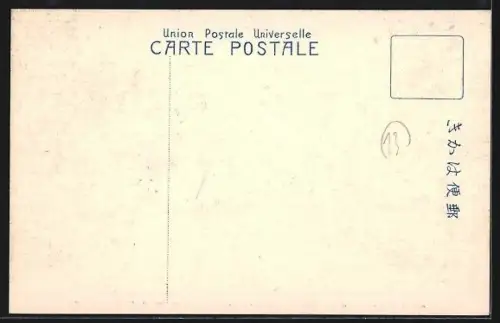 Union Postale Universelle
CARTE POSTALE
13
郵便はかき